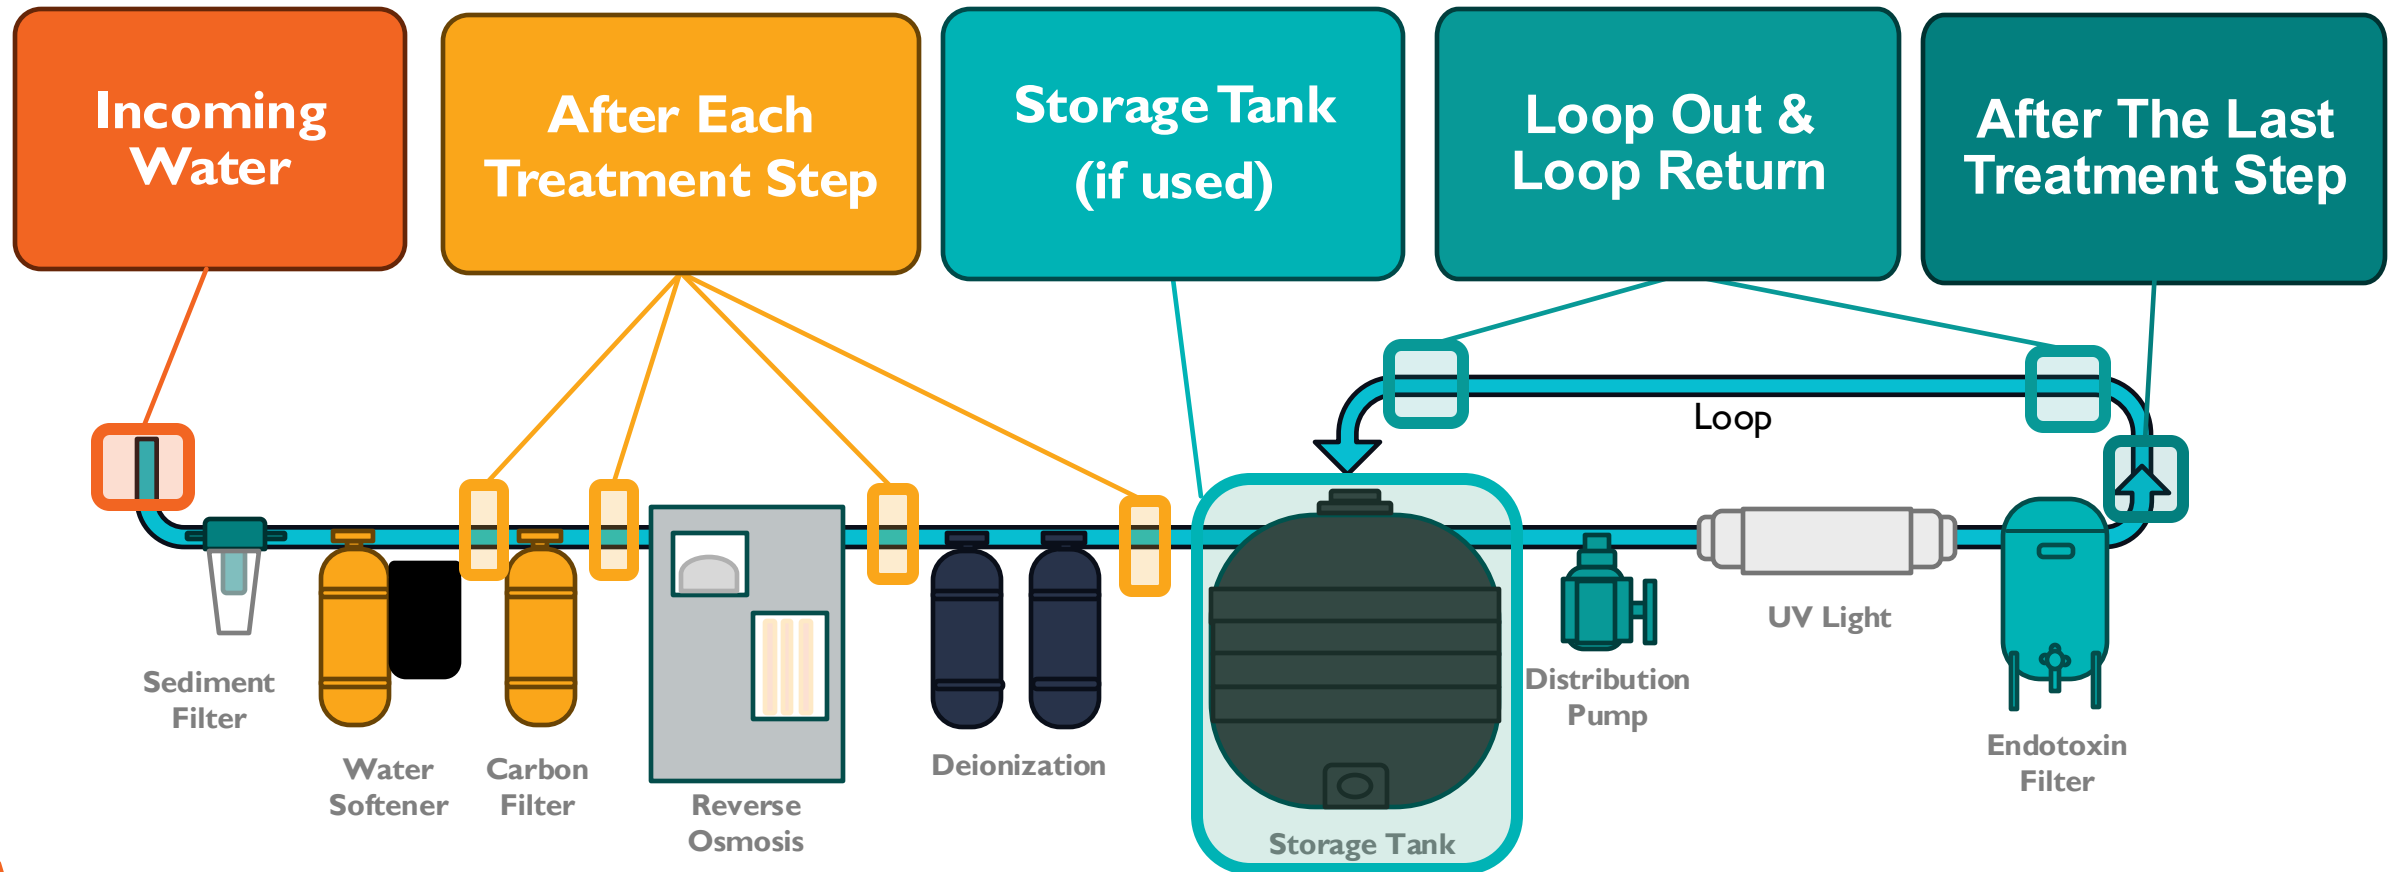 Incoming
Water
After Each
Treatment Step
Storage Tank
(if used)
Loop Out &
Loop Return
After The Last
Treatment Step
Loop
Sediment
Filter
Water
Softener
Carbon
Filter
Reverse
Osmosis
Deionization
Storage Tank
Distribution
Pump
UV Light
Endotoxin
Filter